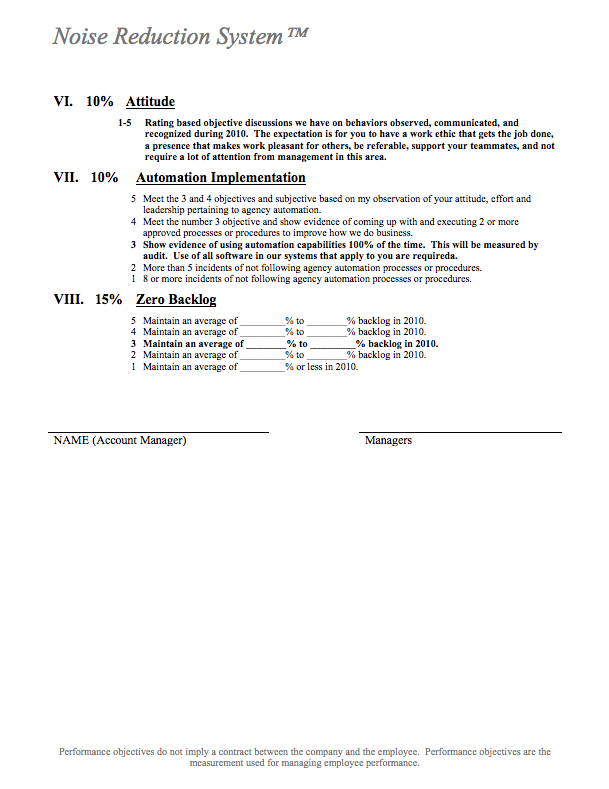 Noise Reduction System™
VI. 10% Attitude
1-5 Rating based objective discussions we have on behaviors observed, communicated, and
recognized during 2010. The expectation is for you to have a work ethic that gets the job done,
a presence that makes work pleasant for others, be referable, support your teammates, and not
require a lot of attention from management in this area.
VII. 10% Automation Implementation
5 Meet the 3 and 4 objectives and subjective based on my observation of your attitude, effort and
leadership pertaining to agency automation.
4 Meet the number 3 objective and show evidence of coming up with and executing 2 or more
approved processes or procedures to improve how we do business.
3 Show evidence of using automation capabilities 100% of the time. This will be measured by
audit. Use of all software in our systems that apply to you are requireda.
2 More than 5 incidents of not following agency automation processes or procedures.
1 8 or more incidents of not following agency automation processes or procedures.
VIII. 15% Zero Backlog
5 Maintain an average of _________% to ________% backlog in 2010.
4 Maintain an average of _________% to ________% backlog in 2010.
3 Maintain an average of ________% to _________% backlog in 2010.
2 Maintain an average of _________% to ________% backlog in 2010.
1 Maintain an average of _________% or less in 2010.
NAME (Account Manager) Managers
Performance objectives do not imply a contract between the company and the employee. Performance objectives are the
measurement used for managing employee performance.